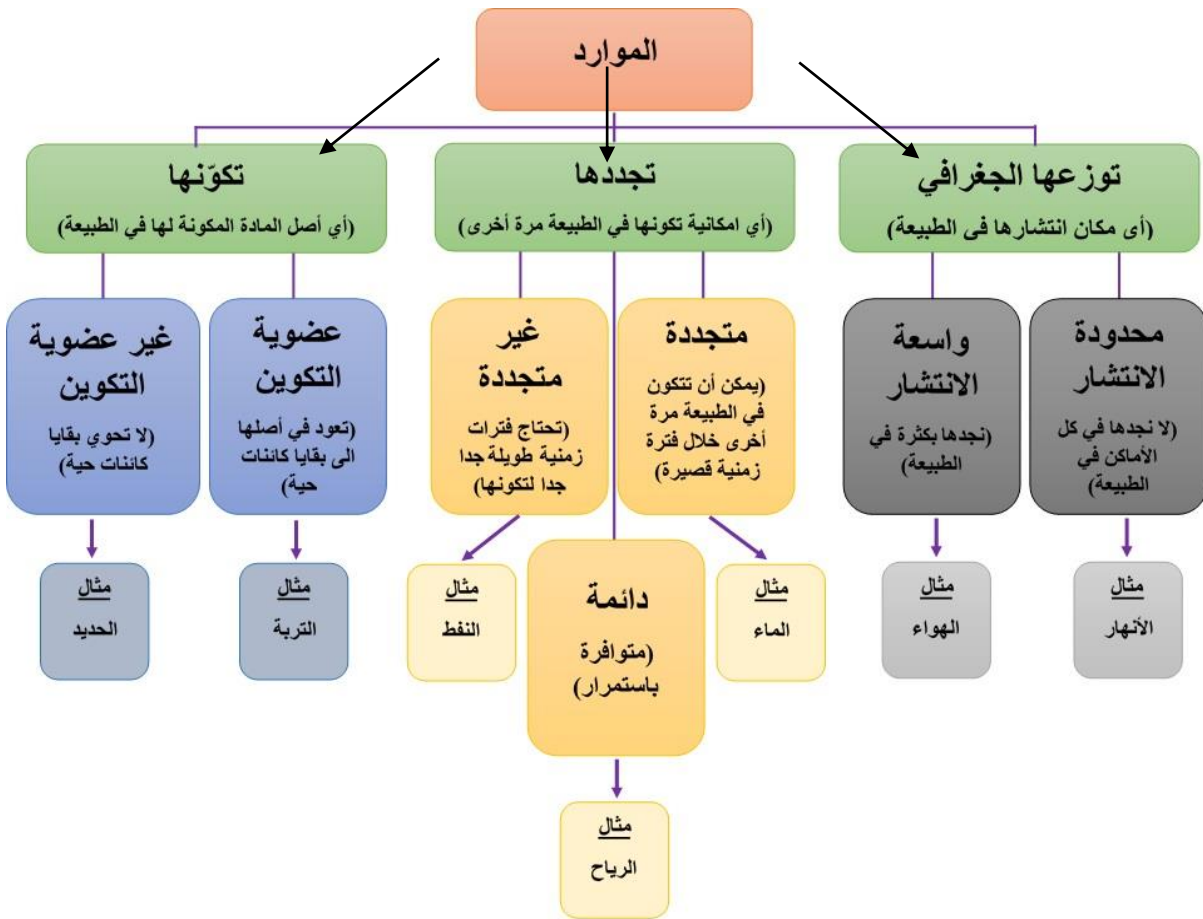 الموارد
توزعها الجغرافي
(أى مكان انتشارها فى الطبيعة)
تجددها
(أي امكانية تكونها في الطبيعة مرة أخرى)
تكوّنها
(أي أصل المادة المكونة لها في الطبيعة)
محدودة
الانتشار
(لا نجدها في كل
الأماكن في
الطبيعة)
واسعة
الانتشار
(نجدها بكثرة في
الطبيعة)
متجددة
(يمكن أن تتكون
في الطبيعة مرة
أخرى خلال فترة
زمنية قصيرة)
غير
متجددة
(تحتاج فترات
زمنية طويلة جدا
جدا لتكونها)
عضوية
التكوين
(تعود في أصلها
الى بقايا كائنات
حية)
غير عضوية
التكوين
(لا تحوي بقايا
كائنات حية)
مثال
الأنهار
مثال
الهواء
مثال
الماء
دائمة
(متوافرة
باستمرار)
مثال
النفط
مثال
التربة
مثال
الحديد
مثال
الرياح